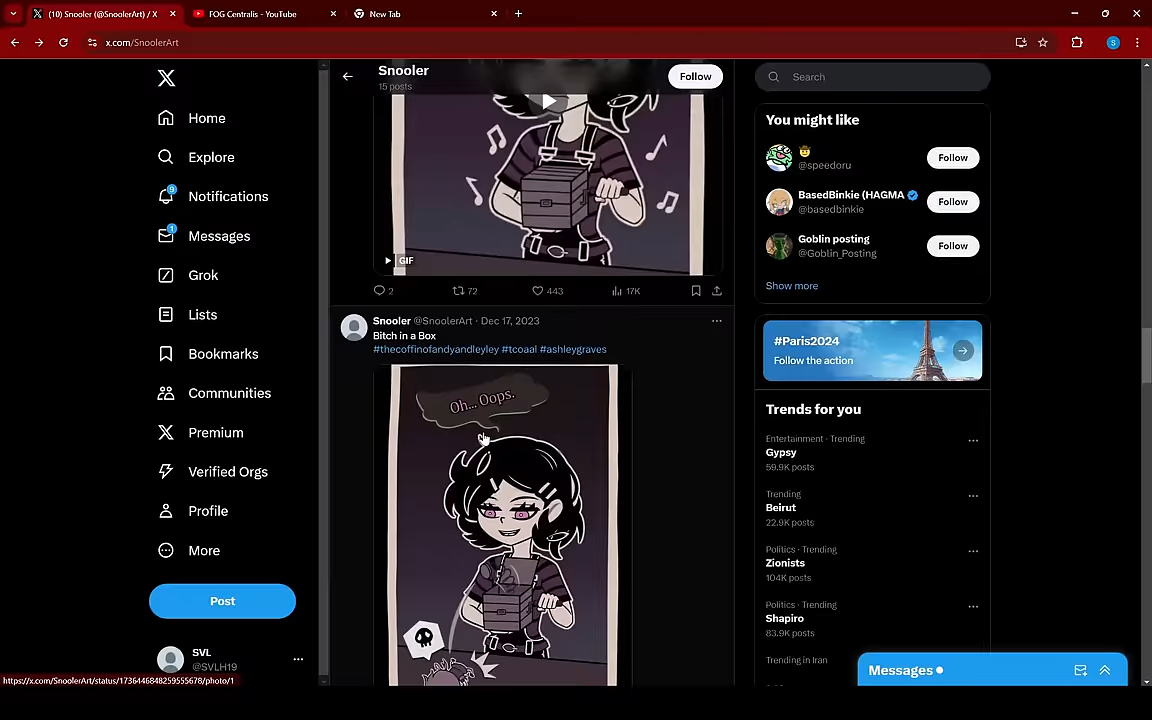 (10) Snooler (@SnoolerArt) / X
FOG Centralis - YouTube
New Tab
x.com/SnoolerArt
S
Home
Explore
9
Notifications
1
Messages
Grok
Lists
Bookmarks
Communities
Premium
Verified Orgs
Profile
More
Post
SVL
@SVLH19
https://x.com/SnoolerArt/status/1736446848259555678/photo/1
Snooler
15 posts
Follow
GIF
2
72
443
17K
Snooler @SnoolerArt · Dec 17, 2023
Bitch in a Box
#thecoffinofandyandleyley #tcoaal #ashleygraves
Oh... Oops.
Search
You might like
@speedoru
Follow
BasedBinkie (HAGMA
@basedbinkie
Follow
Goblin posting
@Goblin_Posting
Follow
Show more
#Paris2024
Follow the action
Trends for you
Entertainment · Trending
Gypsy
59.9K posts
Trending
Beirut
22.9K posts
Politics · Trending
Zionists
104K posts
Politics · Trending
Shapiro
83.9K posts
Trending in Iran
Messages